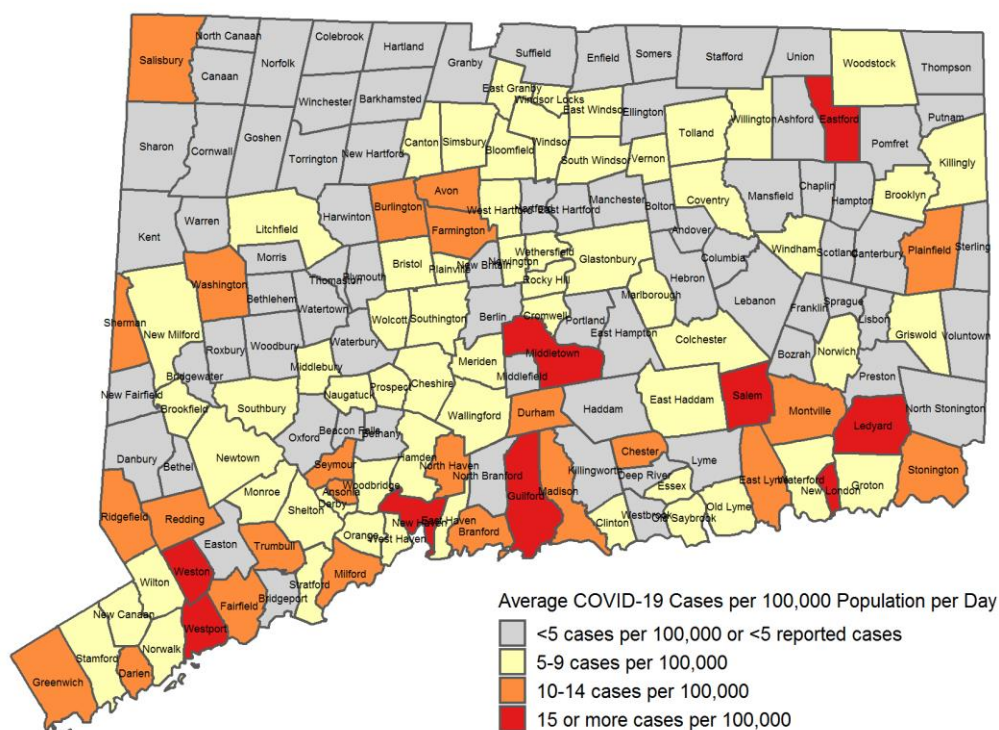 North Canaan
Colebrook
Hartland
Suffield
Enfield
Somers
Stafford
Union
Woodstock
Thompson
Salisbury
Canaan
Norfolk
Granby
East Granby
Windsor Locks
Winchester
Barkhamsted
East Windsor
Ellington
Willington
Ashford
Eastford
Putnam
Pomfret
Sharon
Cornwall
Goshen
Torrington
New Hartford
Canton
Simsbury
Bloomfield
Windsor
South Windsor
Vernon
Tolland
Killingly
Kent
Warren
Litchfield
Harwinton
Burlington
Avon
West Hartford
Hartford
East Hartford
Manchester
Bolton
Coventry
Mansfield
Chaplin
Hampton
Brooklyn
Farmington
Andover
Morris
Washington
Bethlehem
Thomaston
Plymouth
Bristol
Plainville
New Britain
Newington
Wethersfield
Glastonbury
Rocky Hill
Hebron
Columbia
Windham
Scotland
Canterbury
Plainfield
Sterling
Sherman
New Milford
Watertown
Wolcott
Southington
Berlin
Cromwell
Portland
Marlborough
East Hampton
Lebanon
Franklin
Sprague
Lisbon
Griswold
Voluntown
Roxbury
Woodbury
Waterbury
Middletown
Colchester
Bozrah
Norwich
Bridgewater
Middlebury
Meriden
Middlefield
Preston
New Fairfield
Brookfield
Southbury
Naugatuck
Prospect
Cheshire
Wallingford
Durham
Haddam
East Haddam
Salem
Montville
Ledyard
North Stonington
Danbury
Bethel
Newtown
Oxford
Beacon Falls
Bethany
Hamden
North Haven
North Branford
Guilford
Madison
Killingworth
Chester
Deep River
Lyme
Essex
East Lyme
Waterford
New London
Groton
Stonington
Seymour
Ansonia
Derby
Woodbridge
Monroe
Shelton
Orange
West Haven
New Haven
East Haven
Branford
Clinton
Westbrook
Old Saybrook
Old Lyme
Ridgefield
Redding
Easton
Trumbull
Weston
Stratford
Milford
Wilton
Bridgeport
Fairfield
New Canaan
Westport
Norwalk
Stamford
Darien
Greenwich
Average COVID-19 Cases per 100,000 Population per Day
<5 cases per 100,000 or <5 reported cases
5-9 cases per 100,000
10-14 cases per 100,000
15 or more cases per 100,000